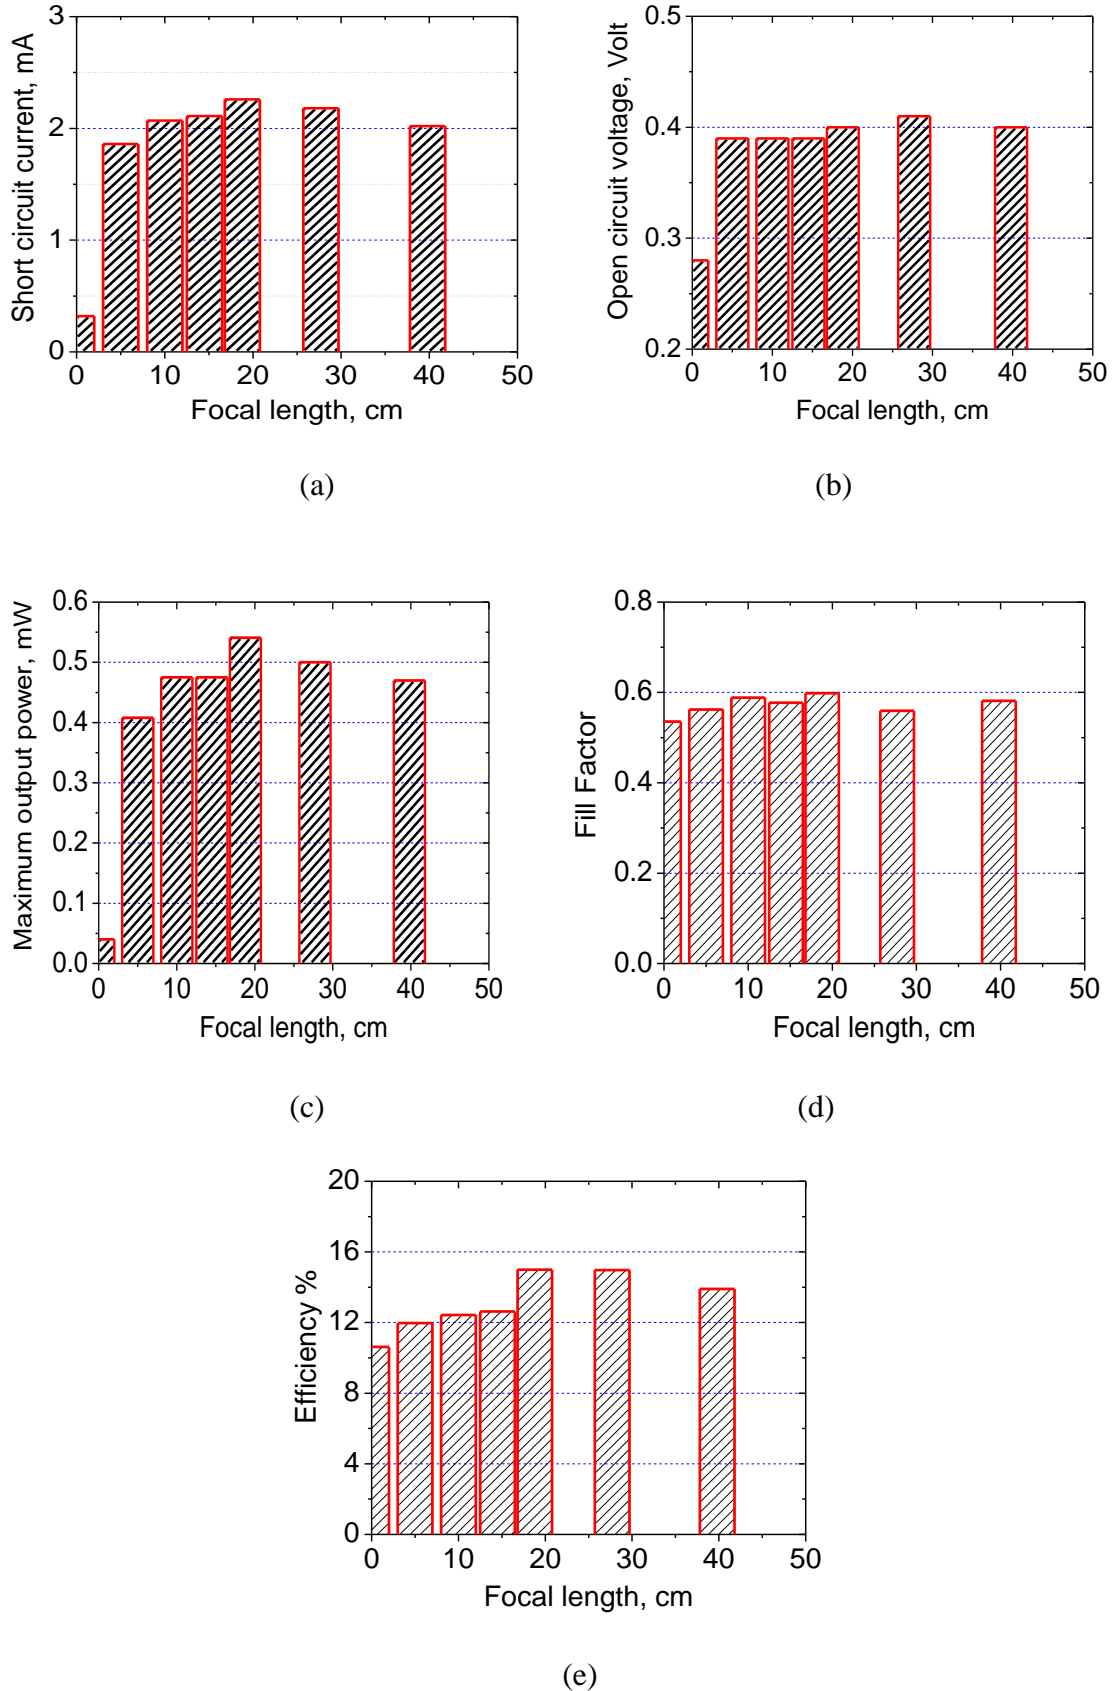 3
2
1
0
Short circuit current, mA
0 10 20 30 40 50
Focal length, cm
(a)
0.5
0.4
0.3
0.2
Open circuit voltage, Volt
0 10 20 30 40 50
Focal length, cm
(b)
0.6
0.5
0.4
0.3
0.2
0.1
0.0
Maximum output power, mW
0 10 20 30 40 50
Focal length, cm
(c)
0.8
0.6
0.4
0.2
0.0
Fill Factor
0 10 20 30 40 50
Focal length, cm
(d)
20
16
12
8
4
0
Efficiency %
0 10 20 30 40 50
Focal length, cm
(e)